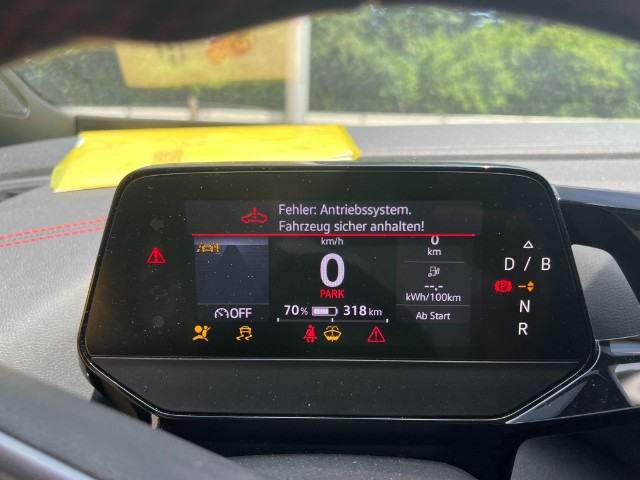 Fehler: Antriebssystem.
Fahrzeug sicher anhalten!
km/h
0
PARK
0
km
--,-
kWh/100km
Ab Start
OFF
70 %
318 km
D / B
P
N
R